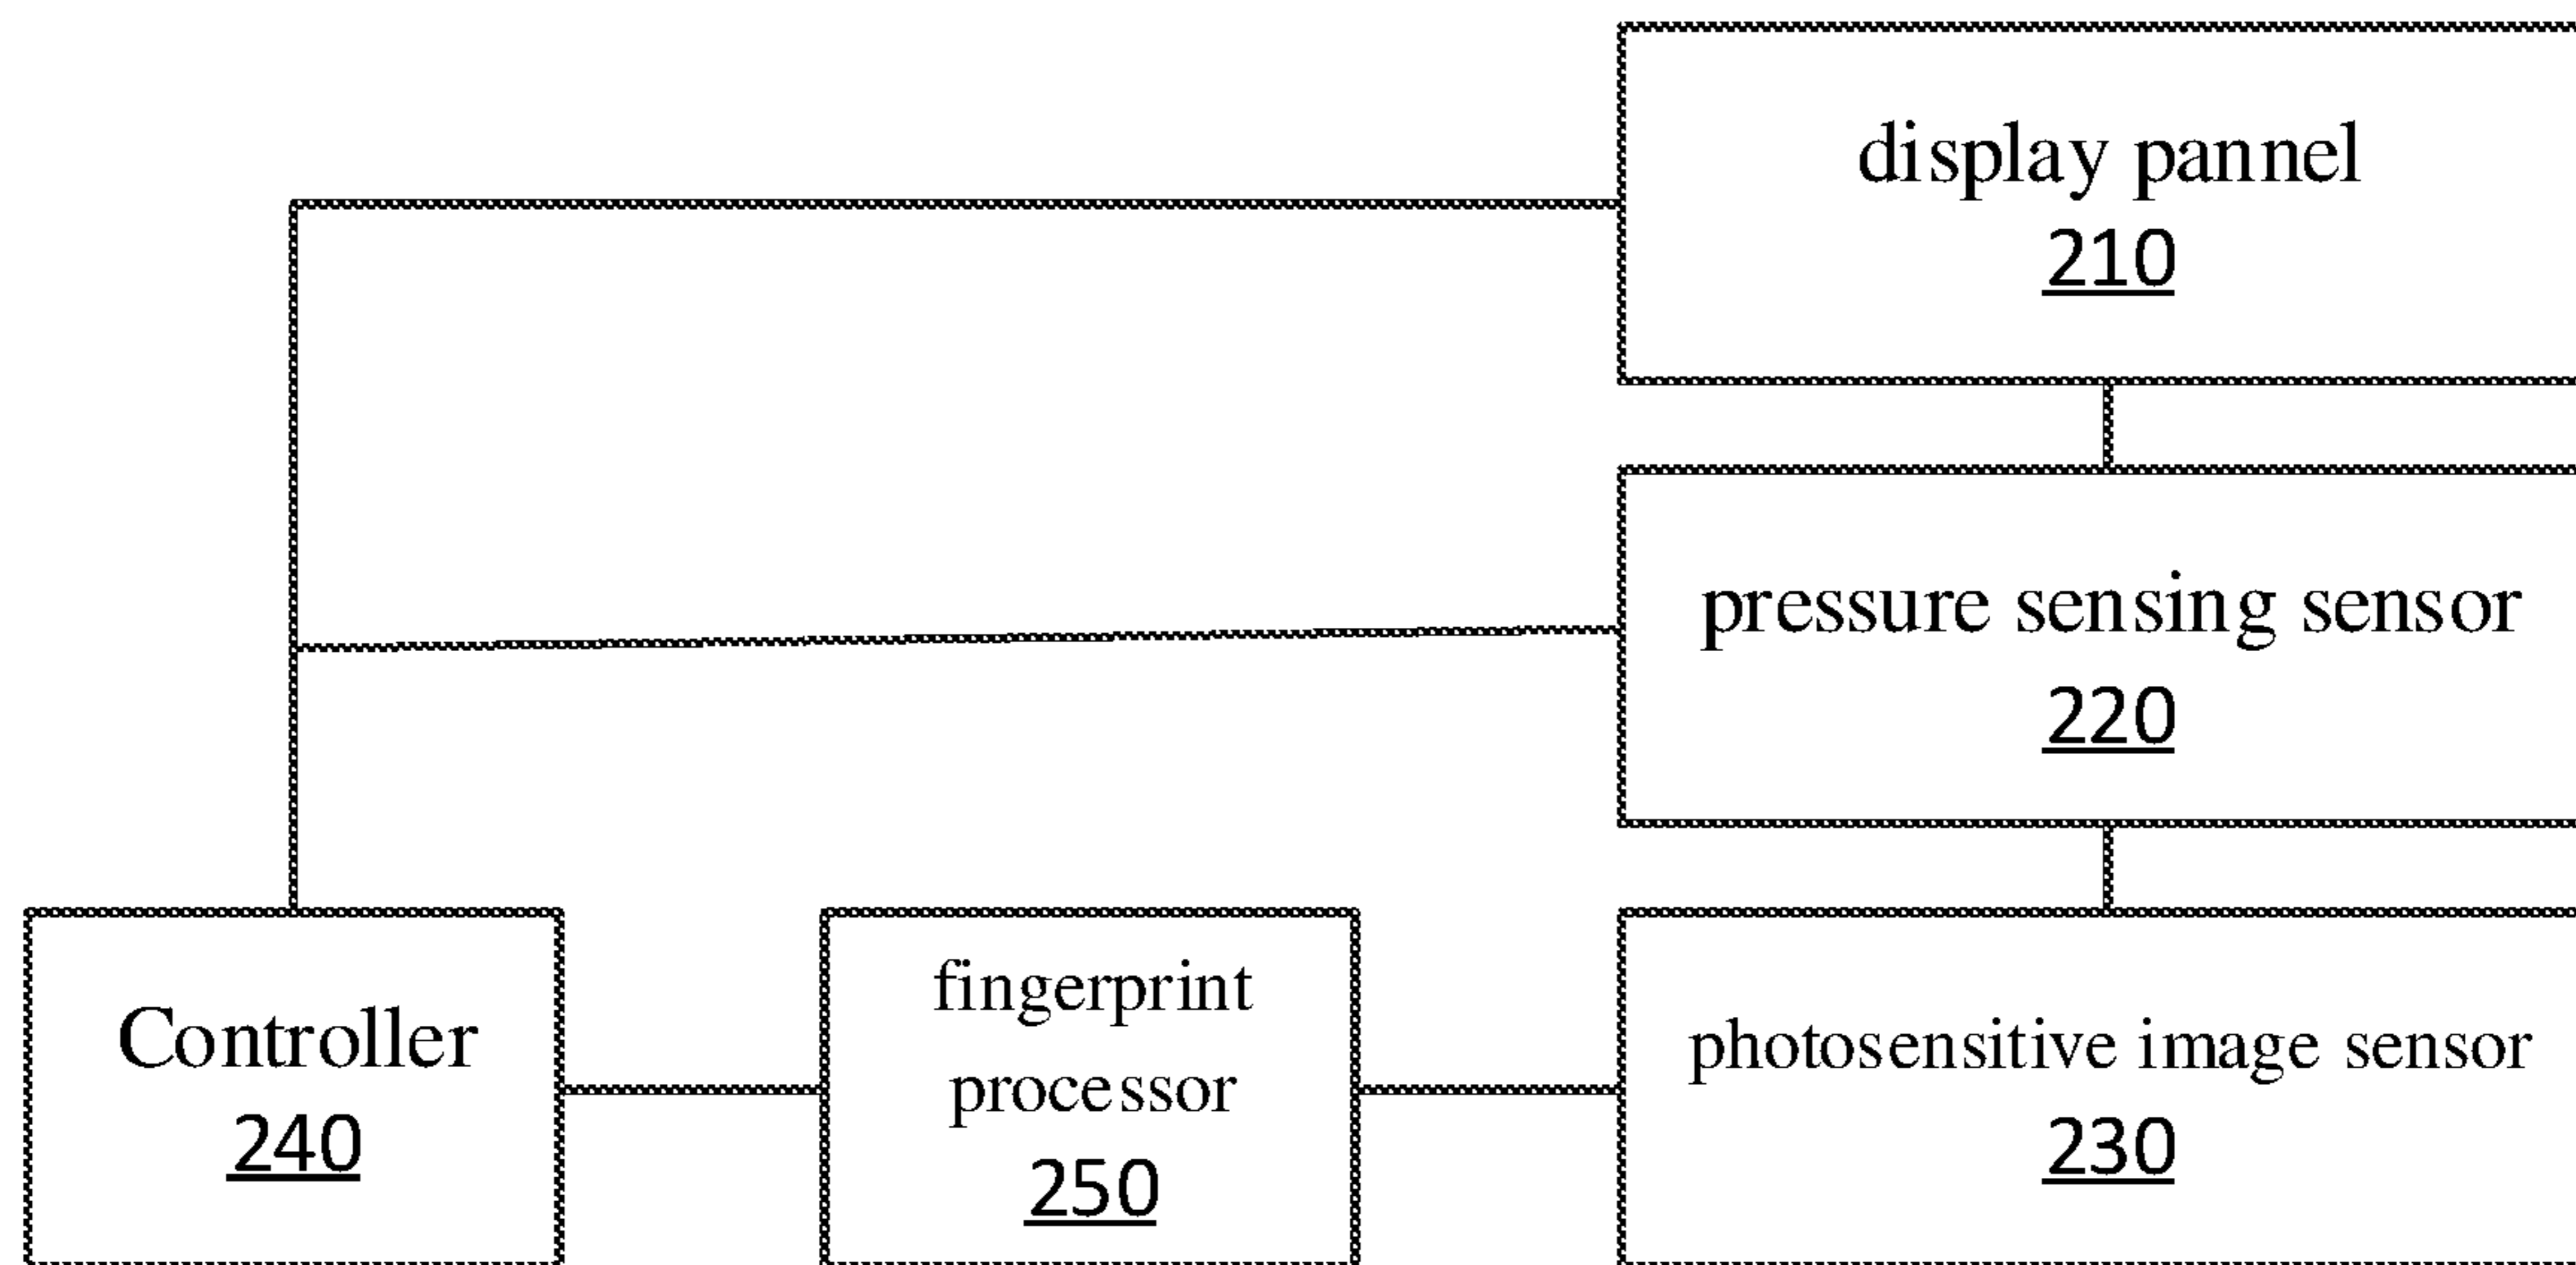 display pannel
210
pressure sensing sensor
220
Controller
240
fingerprint
processor
250
photosensitive image sensor
230